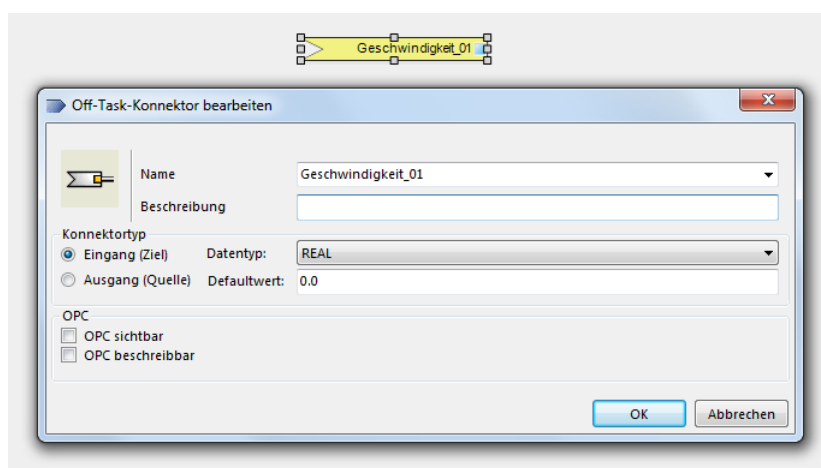 Geschwindigkeit_01
Off-Task-Konnektor bearbeiten
Name Geschwindigkeit_01
Beschreibung
Konnektortyp
Eingang (Ziel) Datentyp: REAL
Ausgang (Quelle) Defaultwert: 0.0
OPC
OPC sichtbar
OPC beschreibbar
OK Abbrechen